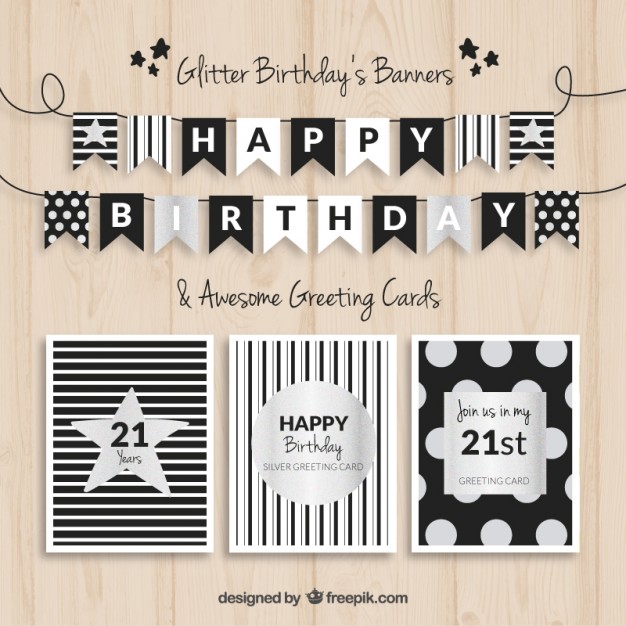 Glitter Birthday's Banners
HAPPY
BIRTHDAY
& Awesome Greeting Cards
21
Years
HAPPY
Birthday
SILVER GREETING CARD
Join us in my
21st
GREETING CARD
designed by freepik.com